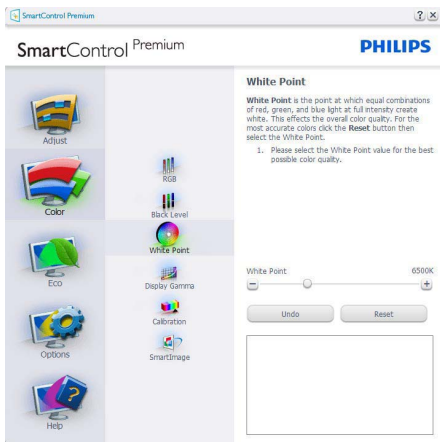 SmartControl Premium
? ×
SmartControl Premium
PHILIPS
Adjust
Color
Eco
Options
Help
RGB
Black Level
White Point
Display Gamma
Calibration
SmartImage
White Point
White Point is the point at which equal combinations
of red, green, and blue light at full intensity create
white. This effects the overall color quality. For the
most accurate colors click the Reset button then
select the White Point.
1. Please select the White Point value for the best
possible color quality.
White Point 6500K
Undo Reset